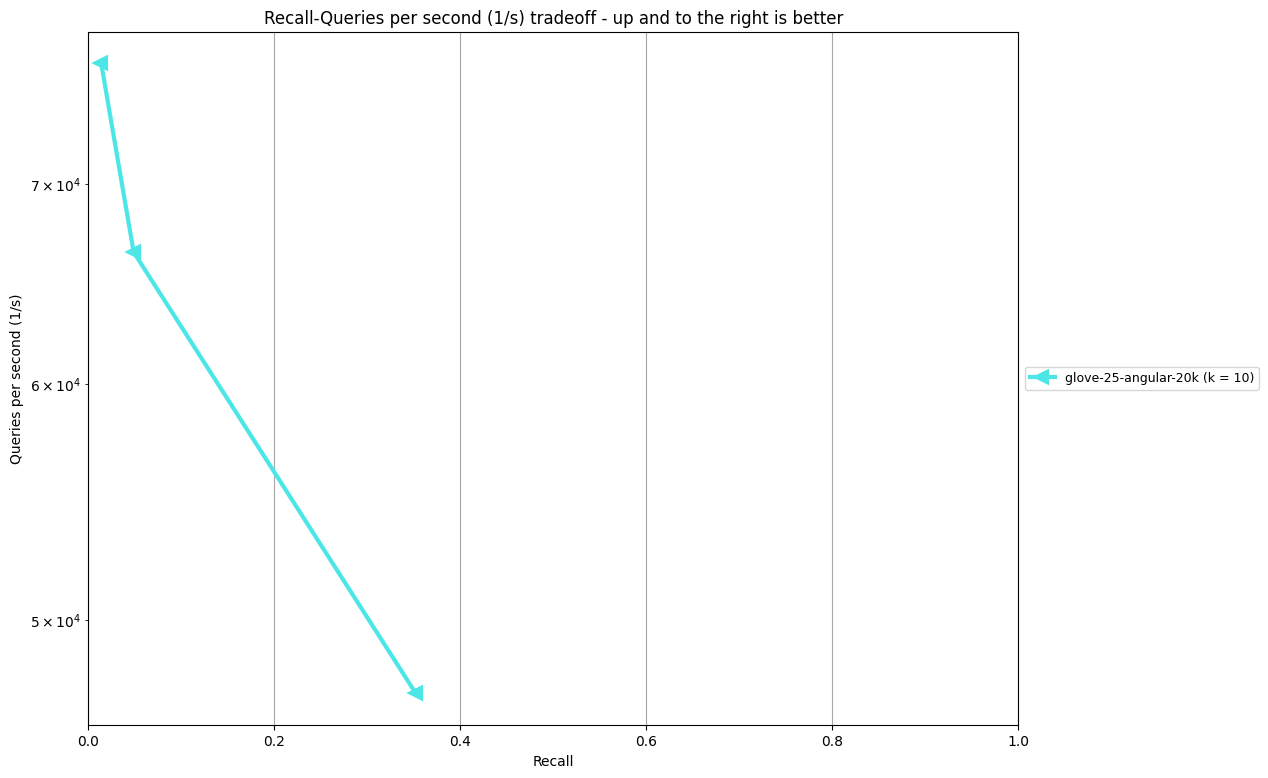 Recall-Queries per second (1/s) tradeoff - up and to the right is better
Queries per second (1/s)
7 × 10⁴
6 × 10⁴
5 × 10⁴
0.0 0.2 0.4 0.6 0.8 1.0
Recall
glove-25-angular-20k (k = 10)